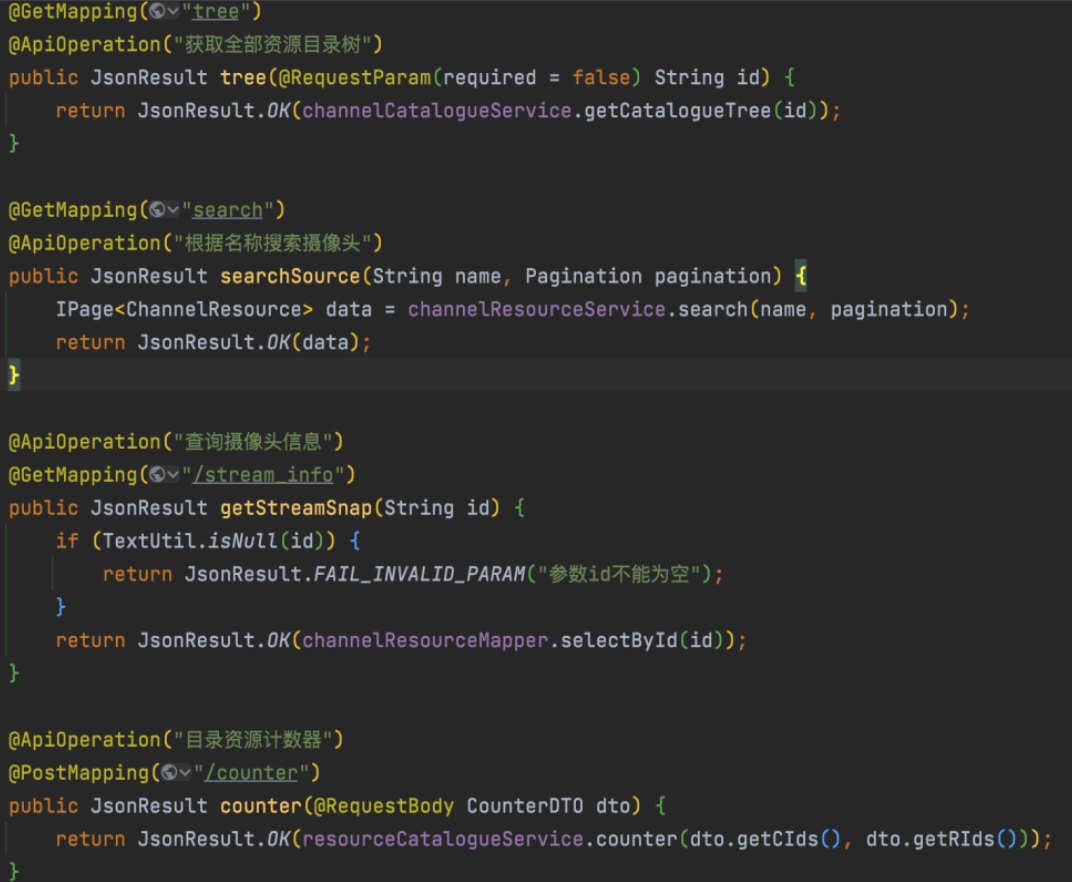 @GetMapping("tree")
@ApiOperation("获取全部资源目录树")
public JsonResult tree(@RequestParam(required = false) String id) {
    return JsonResult.OK(channelCatalogueService.getCatalogueTree(id));
}

@GetMapping("search")
@ApiOperation("根据名称搜索摄像头")
public JsonResult searchSource(String name, Pagination pagination) {
    IPage<ChannelResource> data = channelResourceService.search(name, pagination);
    return JsonResult.OK(data);
}

@ApiOperation("查询摄像头信息")
@GetMapping("/stream_info")
public JsonResult getStreamSnap(String id) {
    if (TextUtil.isNull(id)) {
        return JsonResult.FAIL_INVALID_PARAM("参数id不能为空");
    }
    return JsonResult.OK(channelResourceMapper.selectById(id));
}

@ApiOperation("目录资源计数器")
@PostMapping("/counter")
public JsonResult counter(@RequestBody CounterDTO dto) {
    return JsonResult.OK(resourceCatalogueService.counter(dto.getCIds(), dto.getRIds()));
}